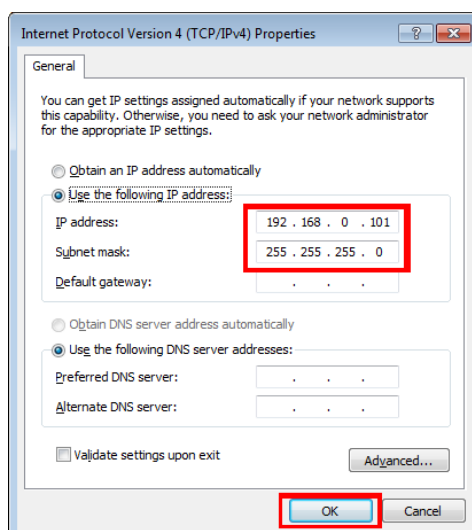 Internet Protocol Version 4 (TCP/IPv4) Properties
General
You can get IP settings assigned automatically if your network supports
this capability. Otherwise, you need to ask your network administrator
for the appropriate IP settings.
Obtain an IP address automatically
Use the following IP address:
IP address: 192 . 168 . 0 . 101
Subnet mask: 255 . 255 . 255 . 0
Default gateway: . . .
Obtain DNS server address automatically
Use the following DNS server addresses:
Preferred DNS server: . . .
Alternate DNS server: . . .
Validate settings upon exit
Advanced...
OK Cancel